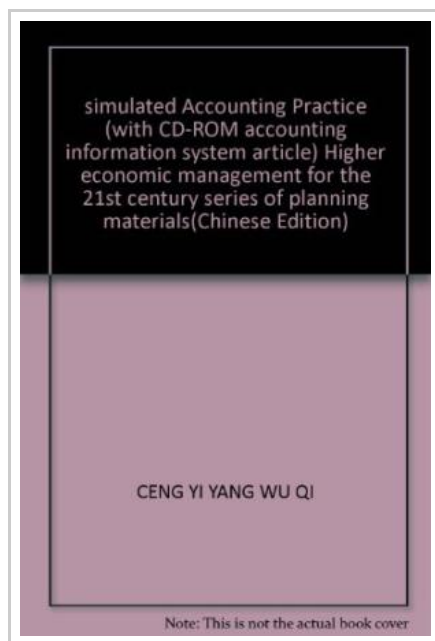 simulated Accounting Practice
(with CD-ROM accounting
information system article) Higher
economic management for the
21st century series of planning
materials(Chinese Edition)
CENG YI YANG WU QI
Note: This is not the actual book cover